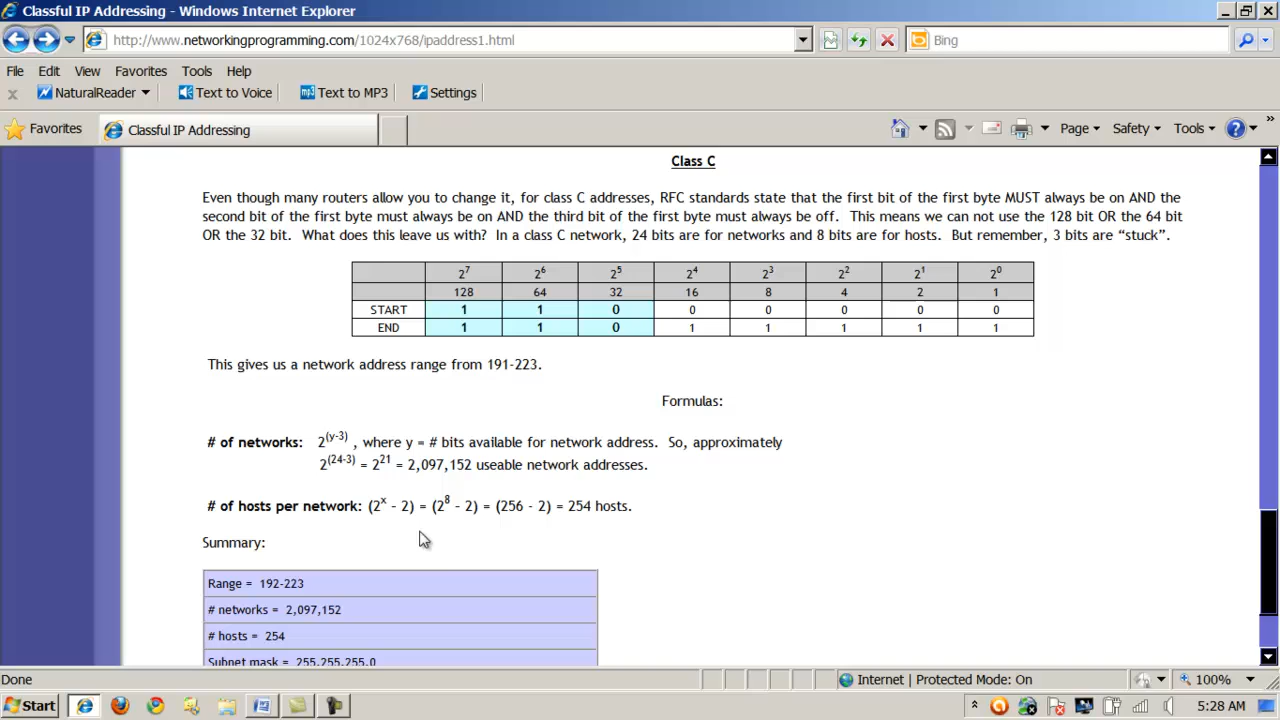 Classful IP Addressing - Windows Internet Explorer
http://www.networkingprogramming.com/1024x768/ipaddress1.html
Bing
File Edit View Favorites Tools Help
x NaturalReader Text to Voice mp3 Text to MP3 Settings
Favorites Classful IP Addressing Page Safety Tools
Class C
Even though many routers allow you to change it, for class C addresses, RFC standards state that the first bit of the first byte MUST always be on AND the
second bit of the first byte must always be on AND the third bit of the first byte must always be off. This means we can not use the 128 bit OR the 64 bit
OR the 32 bit. What does this leave us with? In a class C network, 24 bits are for networks and 8 bits are for hosts. But remember, 3 bits are “stuck”.
2^7 2^6 2^5 2^4 2^3 2^2 2^1 2^0
128 64 32 16 8 4 2 1
START 1 1 0 0 0 0 0 0
END 1 1 0 1 1 1 1 1
This gives us a network address range from 191-223.
Formulas:
# of networks: 2^(y-3) , where y = # bits available for network address. So, approximately
2^(24-3) = 2^21 = 2,097,152 useable network addresses.
# of hosts per network: (2^x – 2) = (2^8 – 2) = (256 - 2) = 254 hosts.
Summary:
Range = 192-223
# networks = 2,097,152
# hosts = 254
Subnet mask = 255.255.255.0
Done Internet | Protected Mode: On 100%
Start 5:28 AM